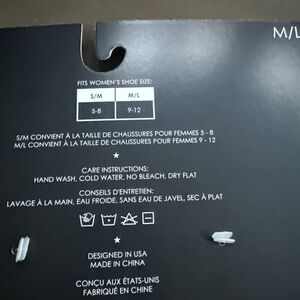 M/L
FITS WOMEN'S SHOE SIZE:
S/M M/L
5-8 9-12
S/M CONVIENT À LA TAILLE DE CHAUSSURES POUR FEMMES 5 - 8
M/L CONVIENT À LA TAILLE DE CHAUSSURES POUR FEMMES 9 - 12
CARE INSTRUCTIONS:
HAND WASH, COLD WATER, NO BLEACH, DRY FLAT
CONSEILS D'ENTRETIEN:
LAVAGE À LA MAIN, EAU FROIDE, SANS EAU DE JAVEL, SEC À PLAT
DESIGNED IN USA
MADE IN CHINA
CONÇU AUX ÉTATS-UNIS
FABRIQUÉ EN CHINE